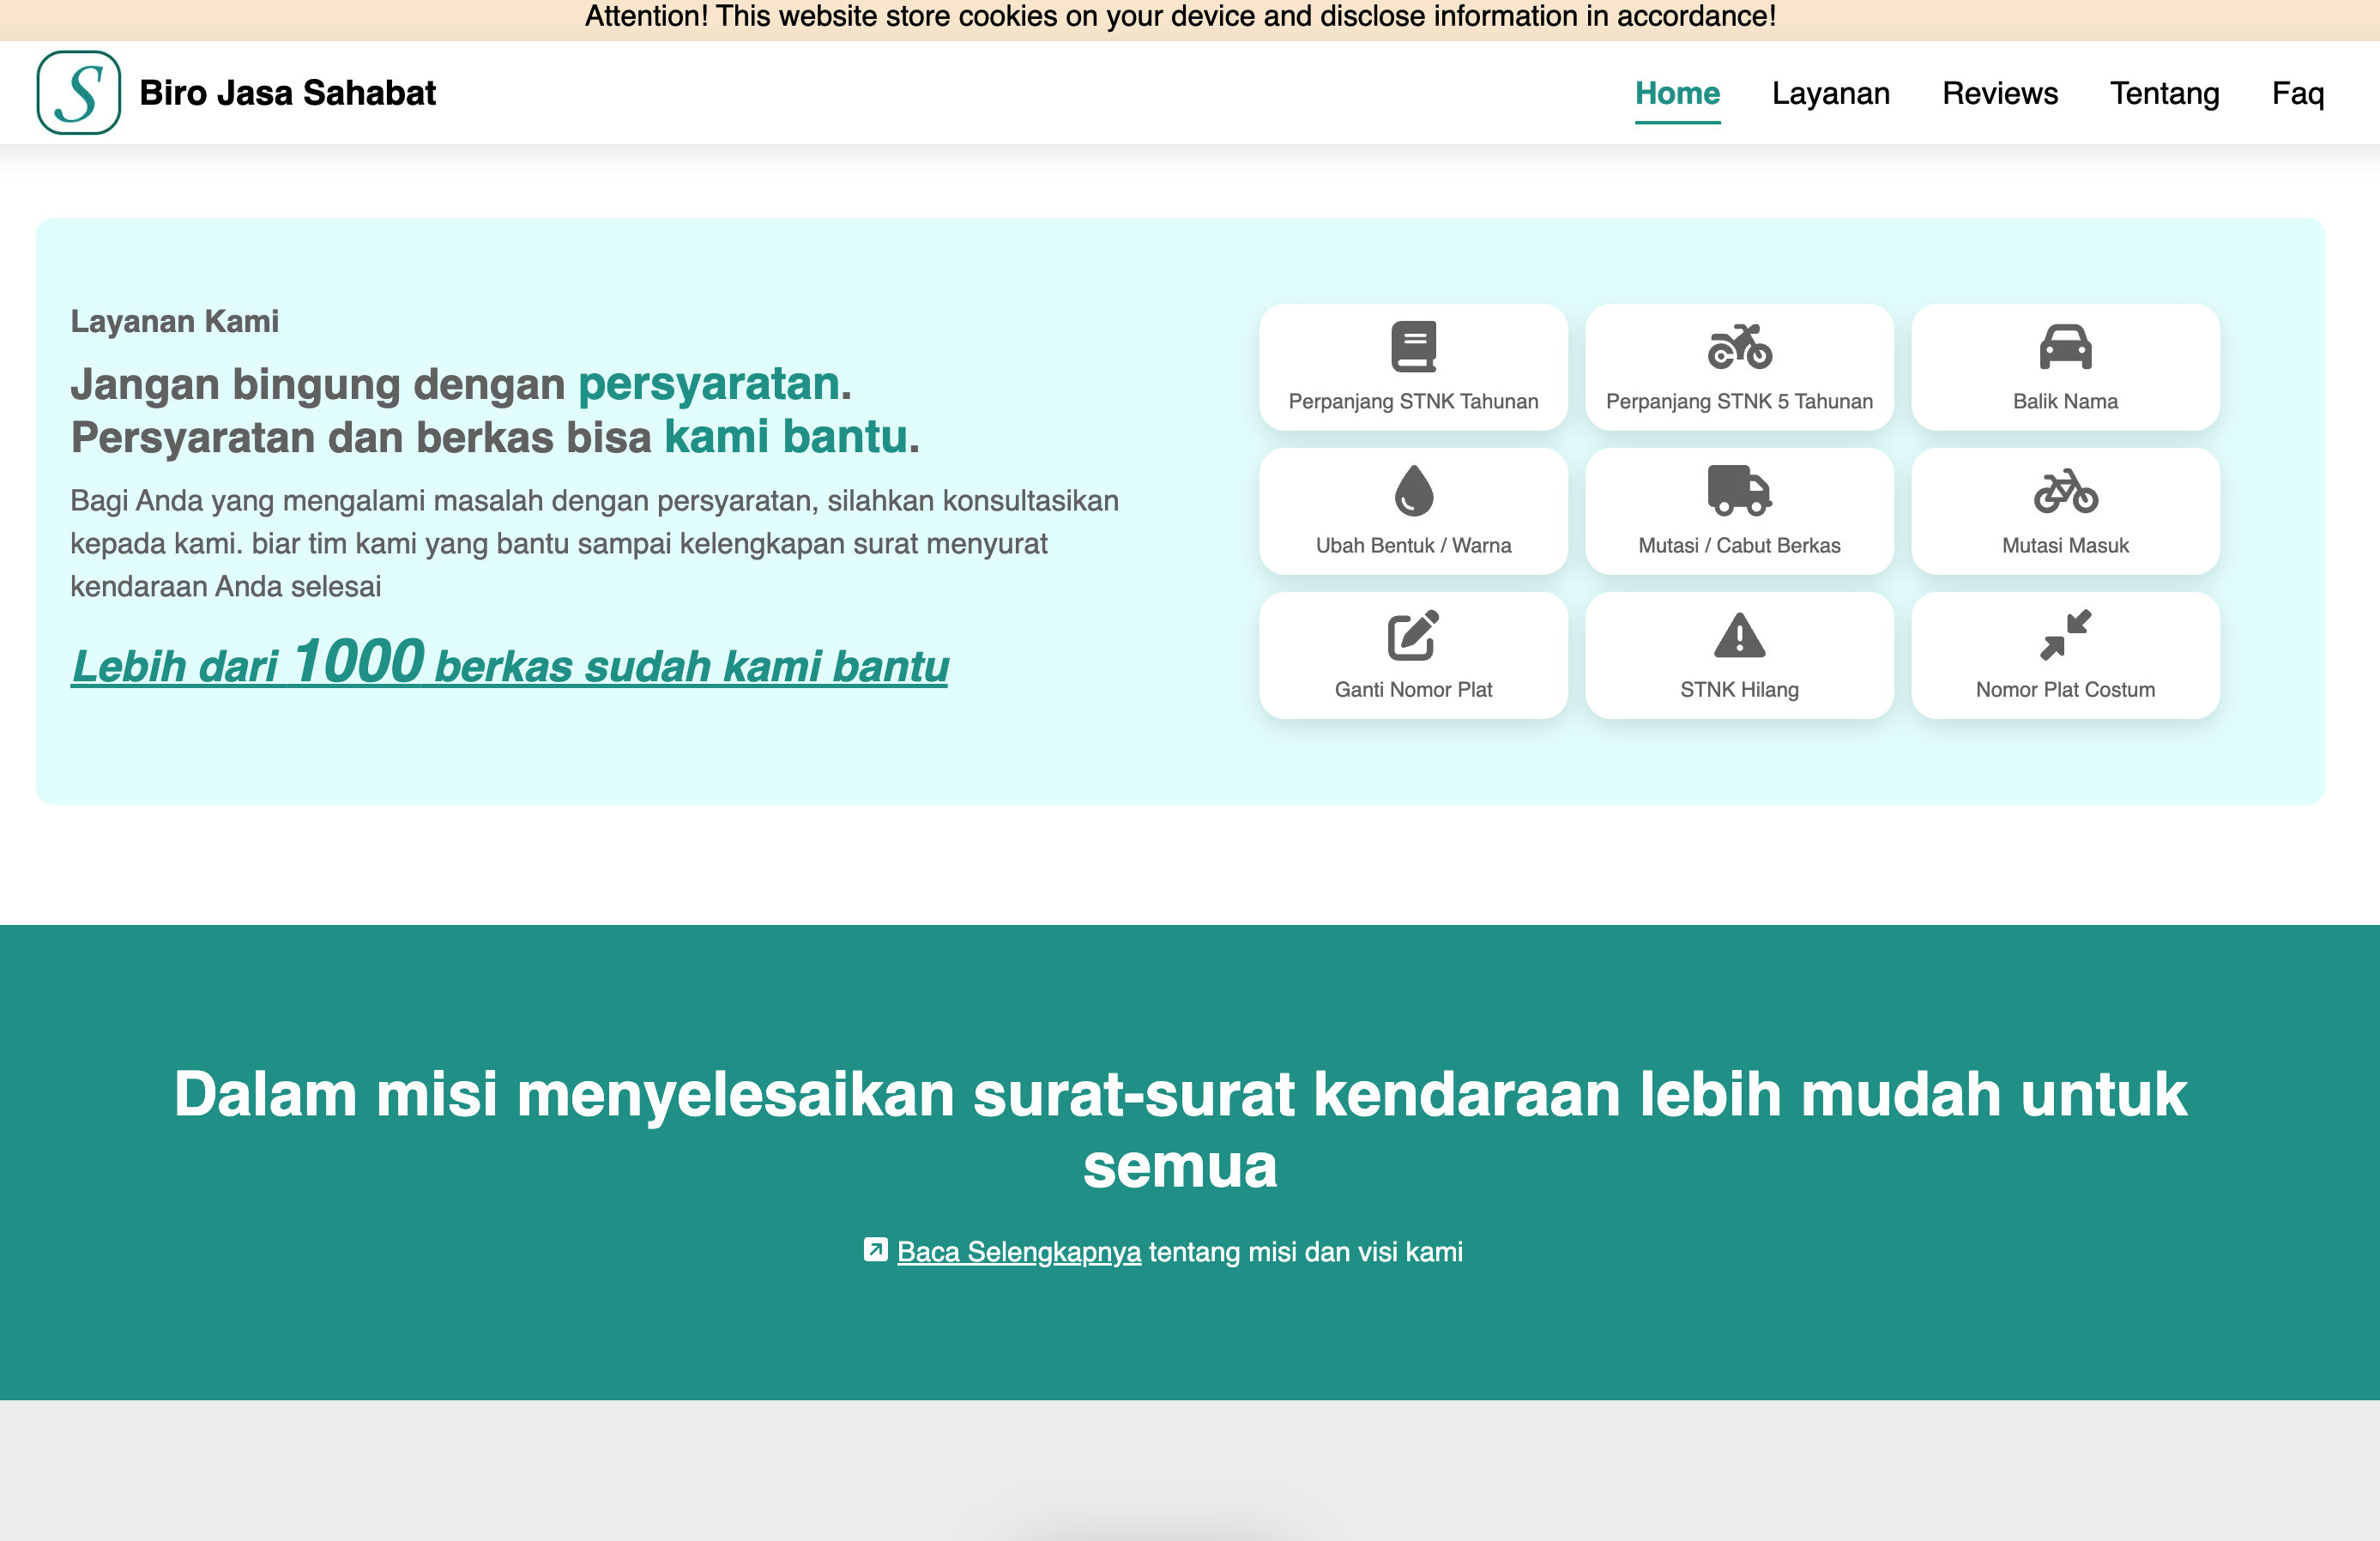 Attention! This website store cookies on your device and disclose information in accordance!
S
Biro Jasa Sahabat
Home
Layanan
Reviews
Tentang
Faq
Layanan Kami
Jangan bingung dengan persyaratan.
Persyaratan dan berkas bisa kami bantu.
Bagi Anda yang mengalami masalah dengan persyaratan, silahkan konsultasikan
kepada kami. biar tim kami yang bantu sampai kelengkapan surat menyurat
kendaraan Anda selesai
Lebih dari 1000 berkas sudah kami bantu
Perpanjang STNK Tahunan
Perpanjang STNK 5 Tahunan
Balik Nama
Ubah Bentuk / Warna
Mutasi / Cabut Berkas
Mutasi Masuk
Ganti Nomor Plat
STNK Hilang
Nomor Plat Costum
Dalam misi menyelesaikan surat-surat kendaraan lebih mudah untuk
semua
Baca Selengkapnya tentang misi dan visi kami